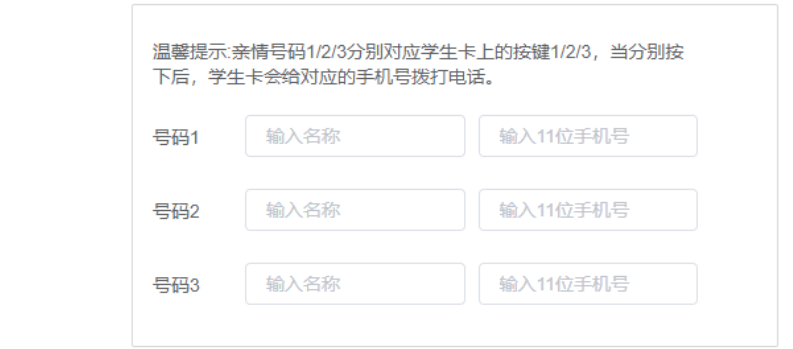 温馨提示:亲情号码1/2/3分别对应学生卡上的按键1/2/3，当分别按
下后，学生卡会给对应的手机号拨打电话。
号码1 输入名称 输入11位手机号
号码2 输入名称 输入11位手机号
号码3 输入名称 输入11位手机号